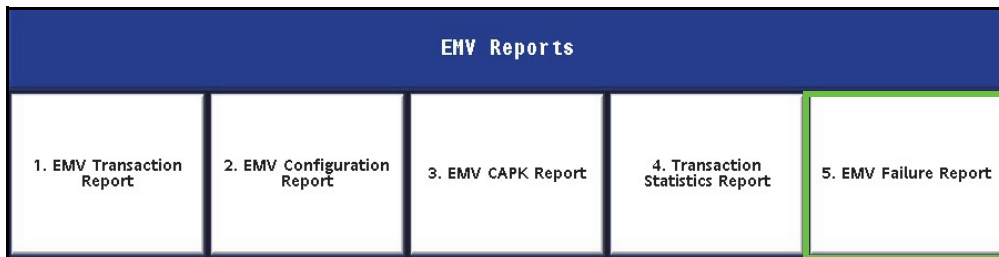 EMV Reports
1. EMV Transaction
Report
2. EMV Configuration
Report
3. EMV CAPK Report
4. Transaction
Statistics Report
5. EMV Failure Report